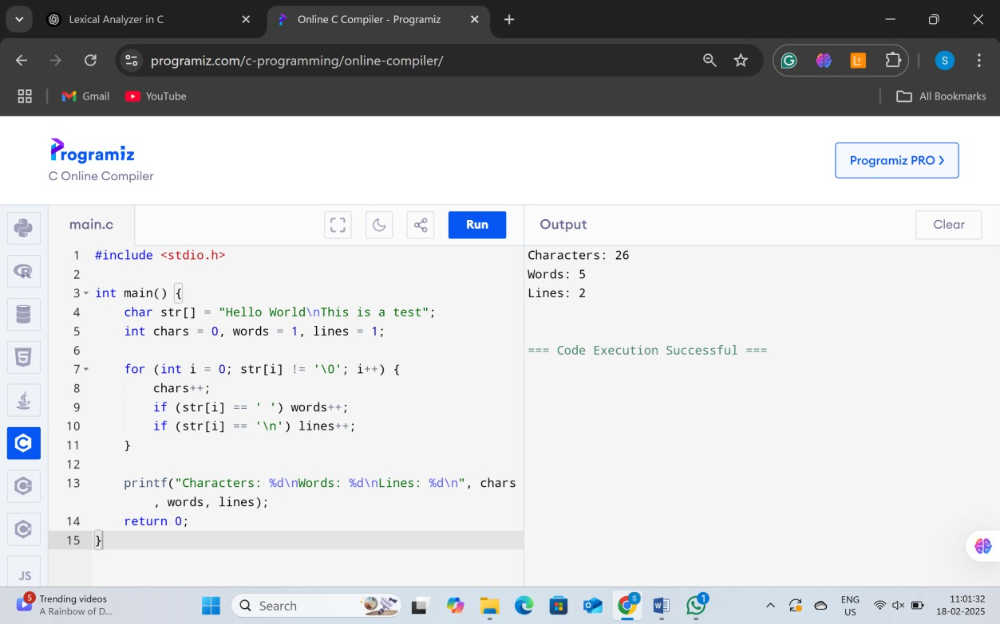 Lexical Analyzer in C
Online C Compiler - Programiz
programiz.com/c-programming/online-compiler/
S
Gmail
YouTube
All Bookmarks
Programiz
C Online Compiler
Programiz PRO >
main.c
Run
Output
Clear
1 #include <stdio.h>
2
3 int main() {
4     char str[] = "Hello World\nThis is a test";
5     int chars = 0, words = 1, lines = 1;
6
7     for (int i = 0; str[i] != '\0'; i++) {
8         chars++;
9         if (str[i] == ' ') words++;
10         if (str[i] == '\n') lines++;
11     }
12
13     printf("Characters: %d\nWords: %d\nLines: %d\n", chars
, words, lines);
14     return 0;
15 }
Characters: 26
Words: 5
Lines: 2
=== Code Execution Successful ===
JS
5
Trending videos
A Rainbow of D...
Search
S
1
ENG
US
11:01:32
18-02-2025